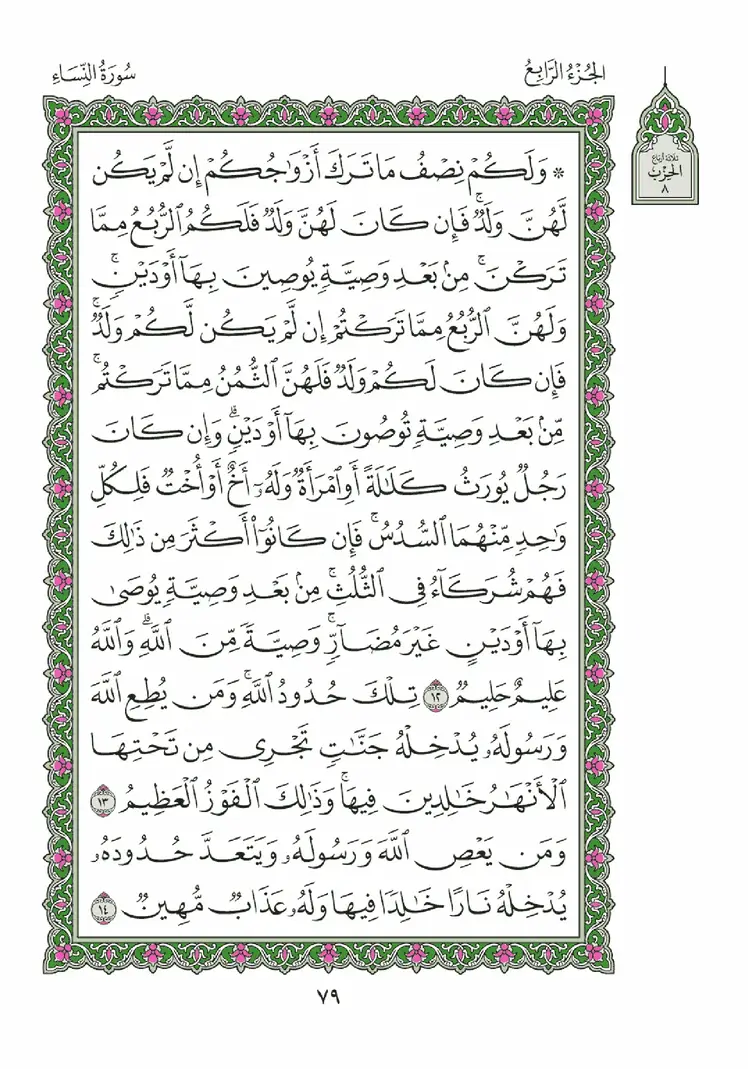 الجُزْءُ الرَّابِعُ
سُورَةُ النِّسَاءِ
ثلاثة أرباع
الحِزْبُ
٨
* وَلَكُمْ نِصْفُ مَا تَرَكَ أَزْوَٰجُكُمْ إِن لَّمْ يَكُن
لَّهُنَّ وَلَدٌۚ فَإِن كَانَ لَهُنَّ وَلَدٌ فَلَكُمُ ٱلرُّبُعُ مِمَّا
تَرَكْنَۚ مِنۢ بَعْدِ وَصِيَّةٍ يُوصِينَ بِهَآ أَوْ دَيْنٍۚ
وَلَهُنَّ ٱلرُّبُعُ مِمَّا تَرَكْتُمْ إِن لَّمْ يَكُن لَّكُمْ وَلَدٌۚ
فَإِن كَانَ لَكُمْ وَلَدٌ فَلَهُنَّ ٱلثُّمُنُ مِمَّا تَرَكْتُمۚ
مِّنۢ بَعْدِ وَصِيَّةٍ تُوصُونَ بِهَآ أَوْ دَيْنٍۗ وَإِن كَانَ
رَجُلٌ يُورَثُ كَلَٰلَةً أَوِ ٱمْرَأَةٌ وَلَهُۥٓ أَخٌ أَوْ أُخْتٌ فَلِكُلِّ
وَٰحِدٍ مِّنْهُمَا ٱلسُّدُسُۚ فَإِن كَانُوٓا۟ أَكْثَرَ مِن ذَٰلِكَ
فَهُمْ شُرَكَآءُ فِى ٱلثُّلُثِۚ مِنۢ بَعْدِ وَصِيَّةٍ يُوصَىٰ
بِهَآ أَوْ دَيْنٍ غَيْرَ مُضَآرٍّۚ وَصِيَّةً مِّنَ ٱللَّهِۗ وَٱللَّهُ
عَلِيمٌ حَلِيمٌ ١٢ تِلْكَ حُدُودُ ٱللَّهِۚ وَمَن يُطِعِ ٱللَّهَ
وَرَسُولَهُۥ يُدْخِلْهُ جَنَّٰتٍ تَجْرِى مِن تَحْتِهَا
ٱلْأَنْهَٰرُ خَٰلِدِينَ فِيهَاۚ وَذَٰلِكَ ٱلْفَوْزُ ٱلْعَظِيمُ ١٣
وَمَن يَعْصِ ٱللَّهَ وَرَسُولَهُۥ وَيَتَعَدَّ حُدُودَهُۥ
يُدْخِلْهُ نَارًا خَٰلِدًا فِيهَا وَلَهُۥ عَذَابٌ مُّهِينٌ ١٤
٧٩